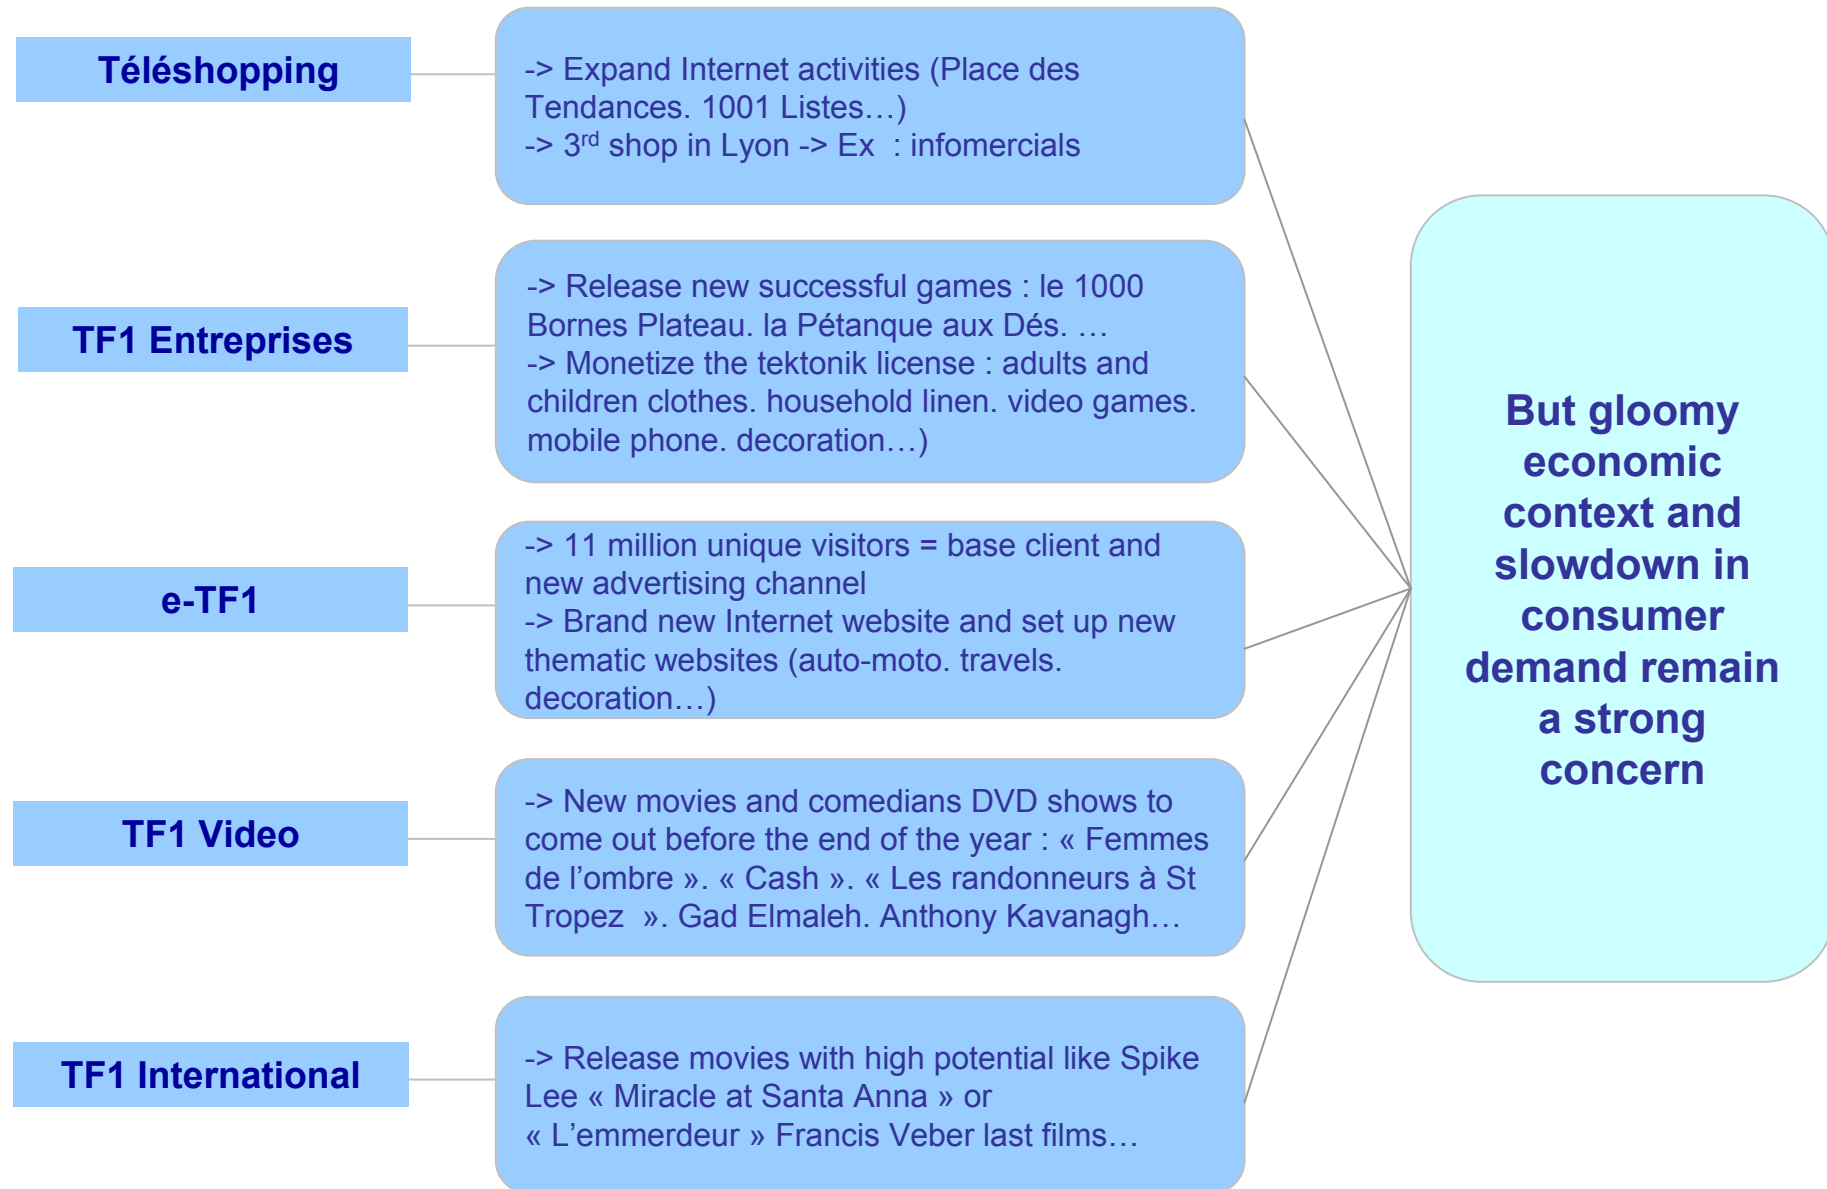 Téléshopping
-> Expand Internet activities (Place des
Tendances. 1001 Listes…)
-> 3rd shop in Lyon -> Ex : infomercials
TF1 Entreprises
-> Release new successful games : le 1000
Bornes Plateau. la Pétanque aux Dés. …
-> Monetize the tektonik license : adults and
children clothes. household linen. video games.
mobile phone. decoration…)
e-TF1
-> 11 million unique visitors = base client and
new advertising channel
-> Brand new Internet website and set up new
thematic websites (auto-moto. travels.
decoration…)
TF1 Video
-> New movies and comedians DVD shows to
come out before the end of the year : « Femmes
de l’ombre ». « Cash ». « Les randonneurs à St
Tropez ». Gad Elmaleh. Anthony Kavanagh…
TF1 International
-> Release movies with high potential like Spike
Lee « Miracle at Santa Anna » or
« L’emmerdeur » Francis Veber last films…
But gloomy
economic
context and
slowdown in
consumer
demand remain
a strong
concern